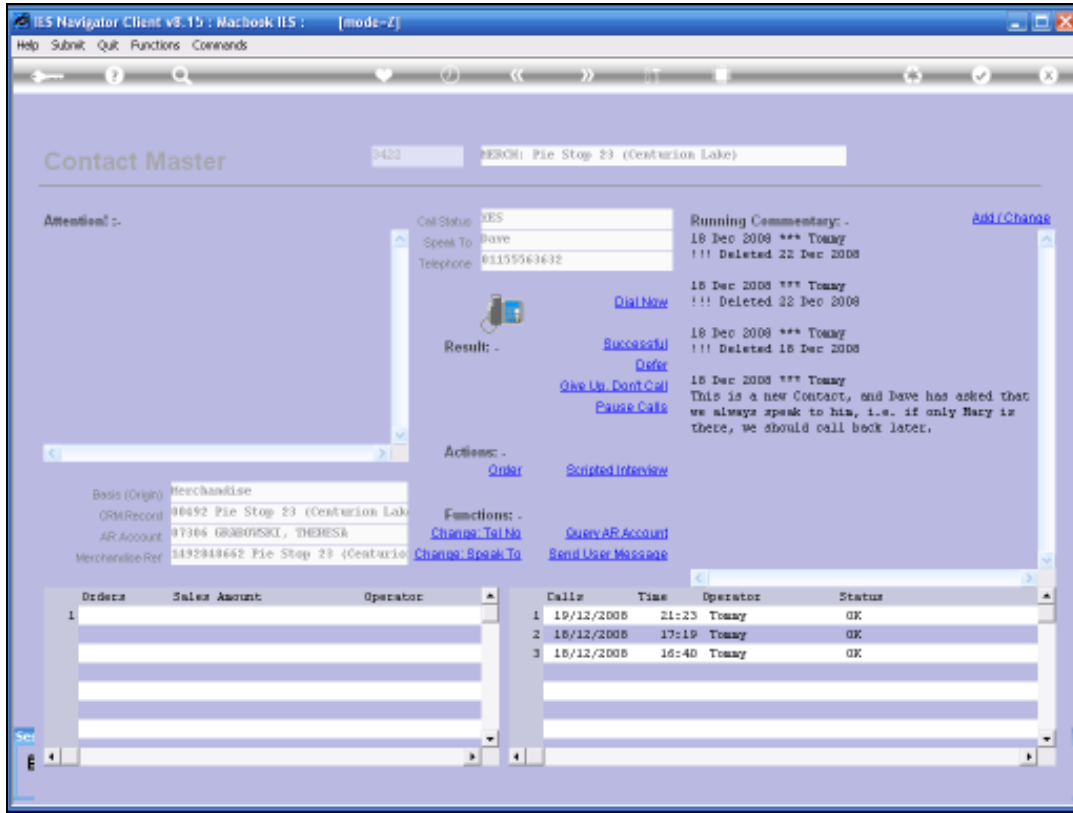 IES Navigator Client v8.1b : Macbook IES : [mode=Z]
Help Submit Quit Functions Commands
Contact Master 3422 MERCH: Pie Stop 23 (Centurion Lake)
Attention! :-
Call Status YES
Speak To Dave
Telephone 01155563632
Dial Now
Result: -
Successful
Defer
Give Up, Dont Call
Pause Calls
Actions: -
Order Scripted Interview
Functions: -
Change: Tel No Query AR Account
Change: Speak To Send User Message
Running Commentary: - Add / Change
18 Dec 2008 *** Tommy
!!! Deleted 22 Dec 2008
18 Dec 2008 *** Tommy
!!! Deleted 22 Dec 2008
18 Dec 2008 *** Tommy
!!! Deleted 18 Dec 2008
18 Dec 2008 *** Tommy
This is a new Contact, and Dave has asked that
we always speak to him, i.e. if only Mary is
there, we should call back later.
Basis (Origin) Merchandise
CRM Record 00492 Pie Stop 23 (Centurion Lak
AR Account 07306 GRABOWSKI, THERESA
Merchandise Ref 1492848662 Pie Stop 23 (Centurio
Orders Sales Amount Operator
1
Calls Time Operator Status
1 19/12/2008 21:23 Tommy OK
2 18/12/2008 17:19 Tommy OK
3 18/12/2008 16:40 Tommy OK